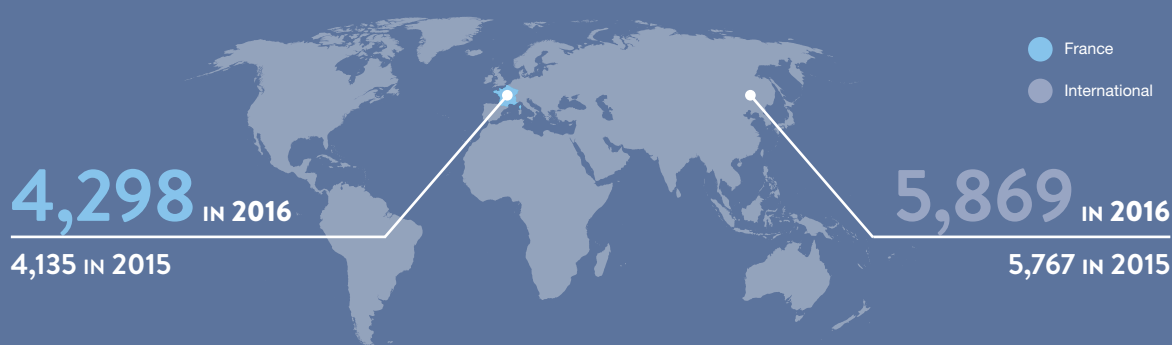 France
International
4,298 IN 2016
4,135 IN 2015
5,869 IN 2016
5,767 IN 2015